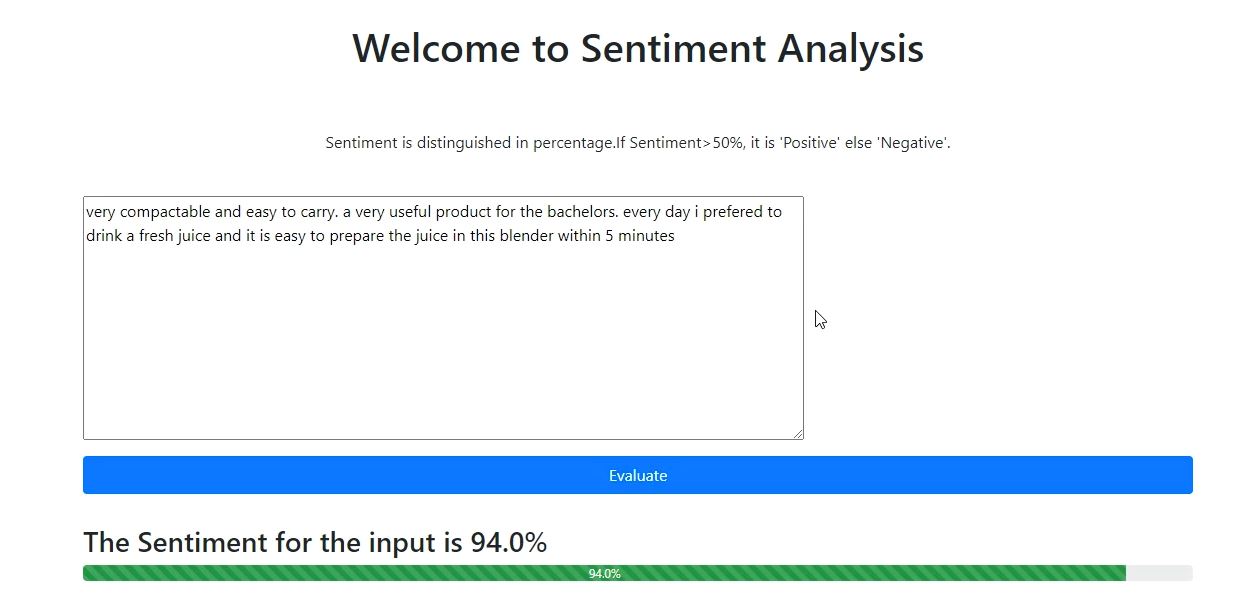 Welcome to Sentiment Analysis
Sentiment is distinguished in percentage.If Sentiment>50%, it is 'Positive' else 'Negative'.
very compactable and easy to carry. a very useful product for the bachelors. every day i prefered to
drink a fresh juice and it is easy to prepare the juice in this blender within 5 minutes
Evaluate
The Sentiment for the input is 94.0%
94.0%